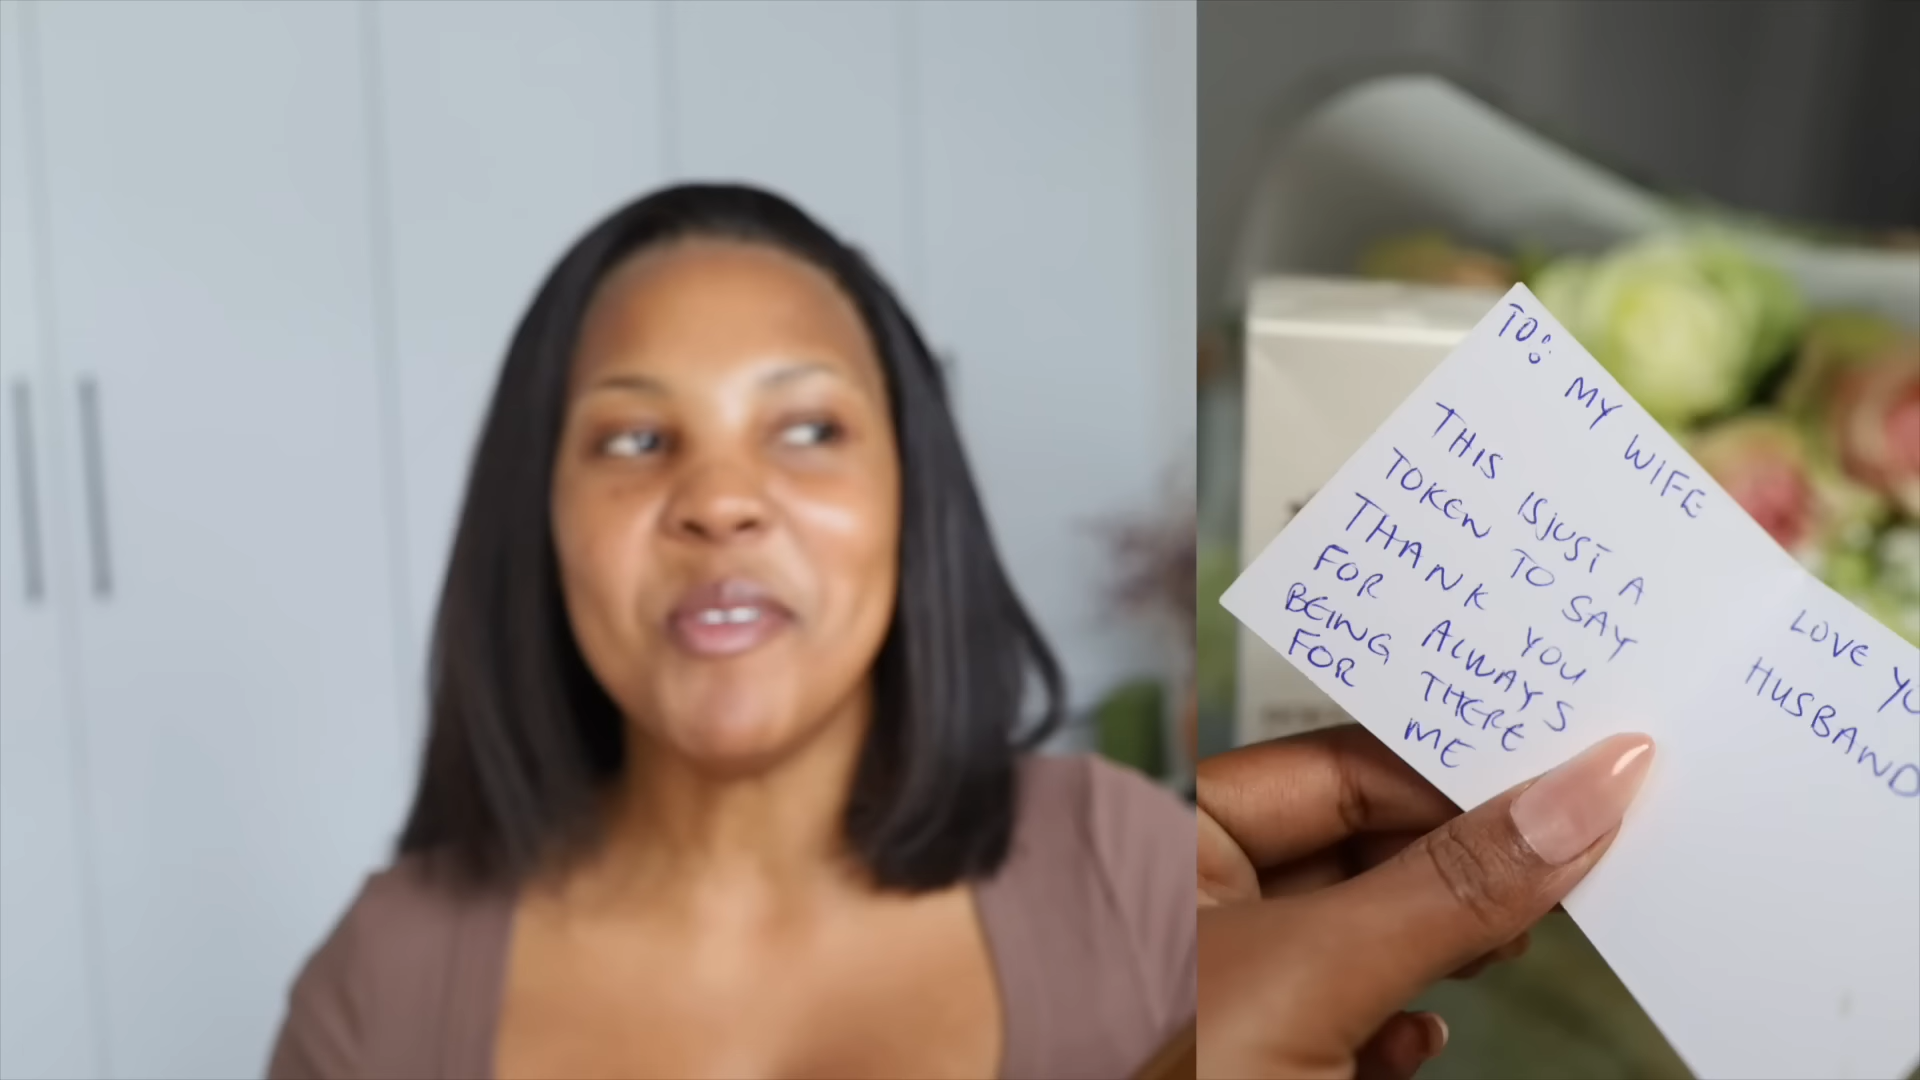 TO: MY WIFE
THIS IS JUST A
TOKEN TO SAY
THANK YOU
FOR ALWAYS
BEING THERE
FOR ME
LOVE
HUSBAND